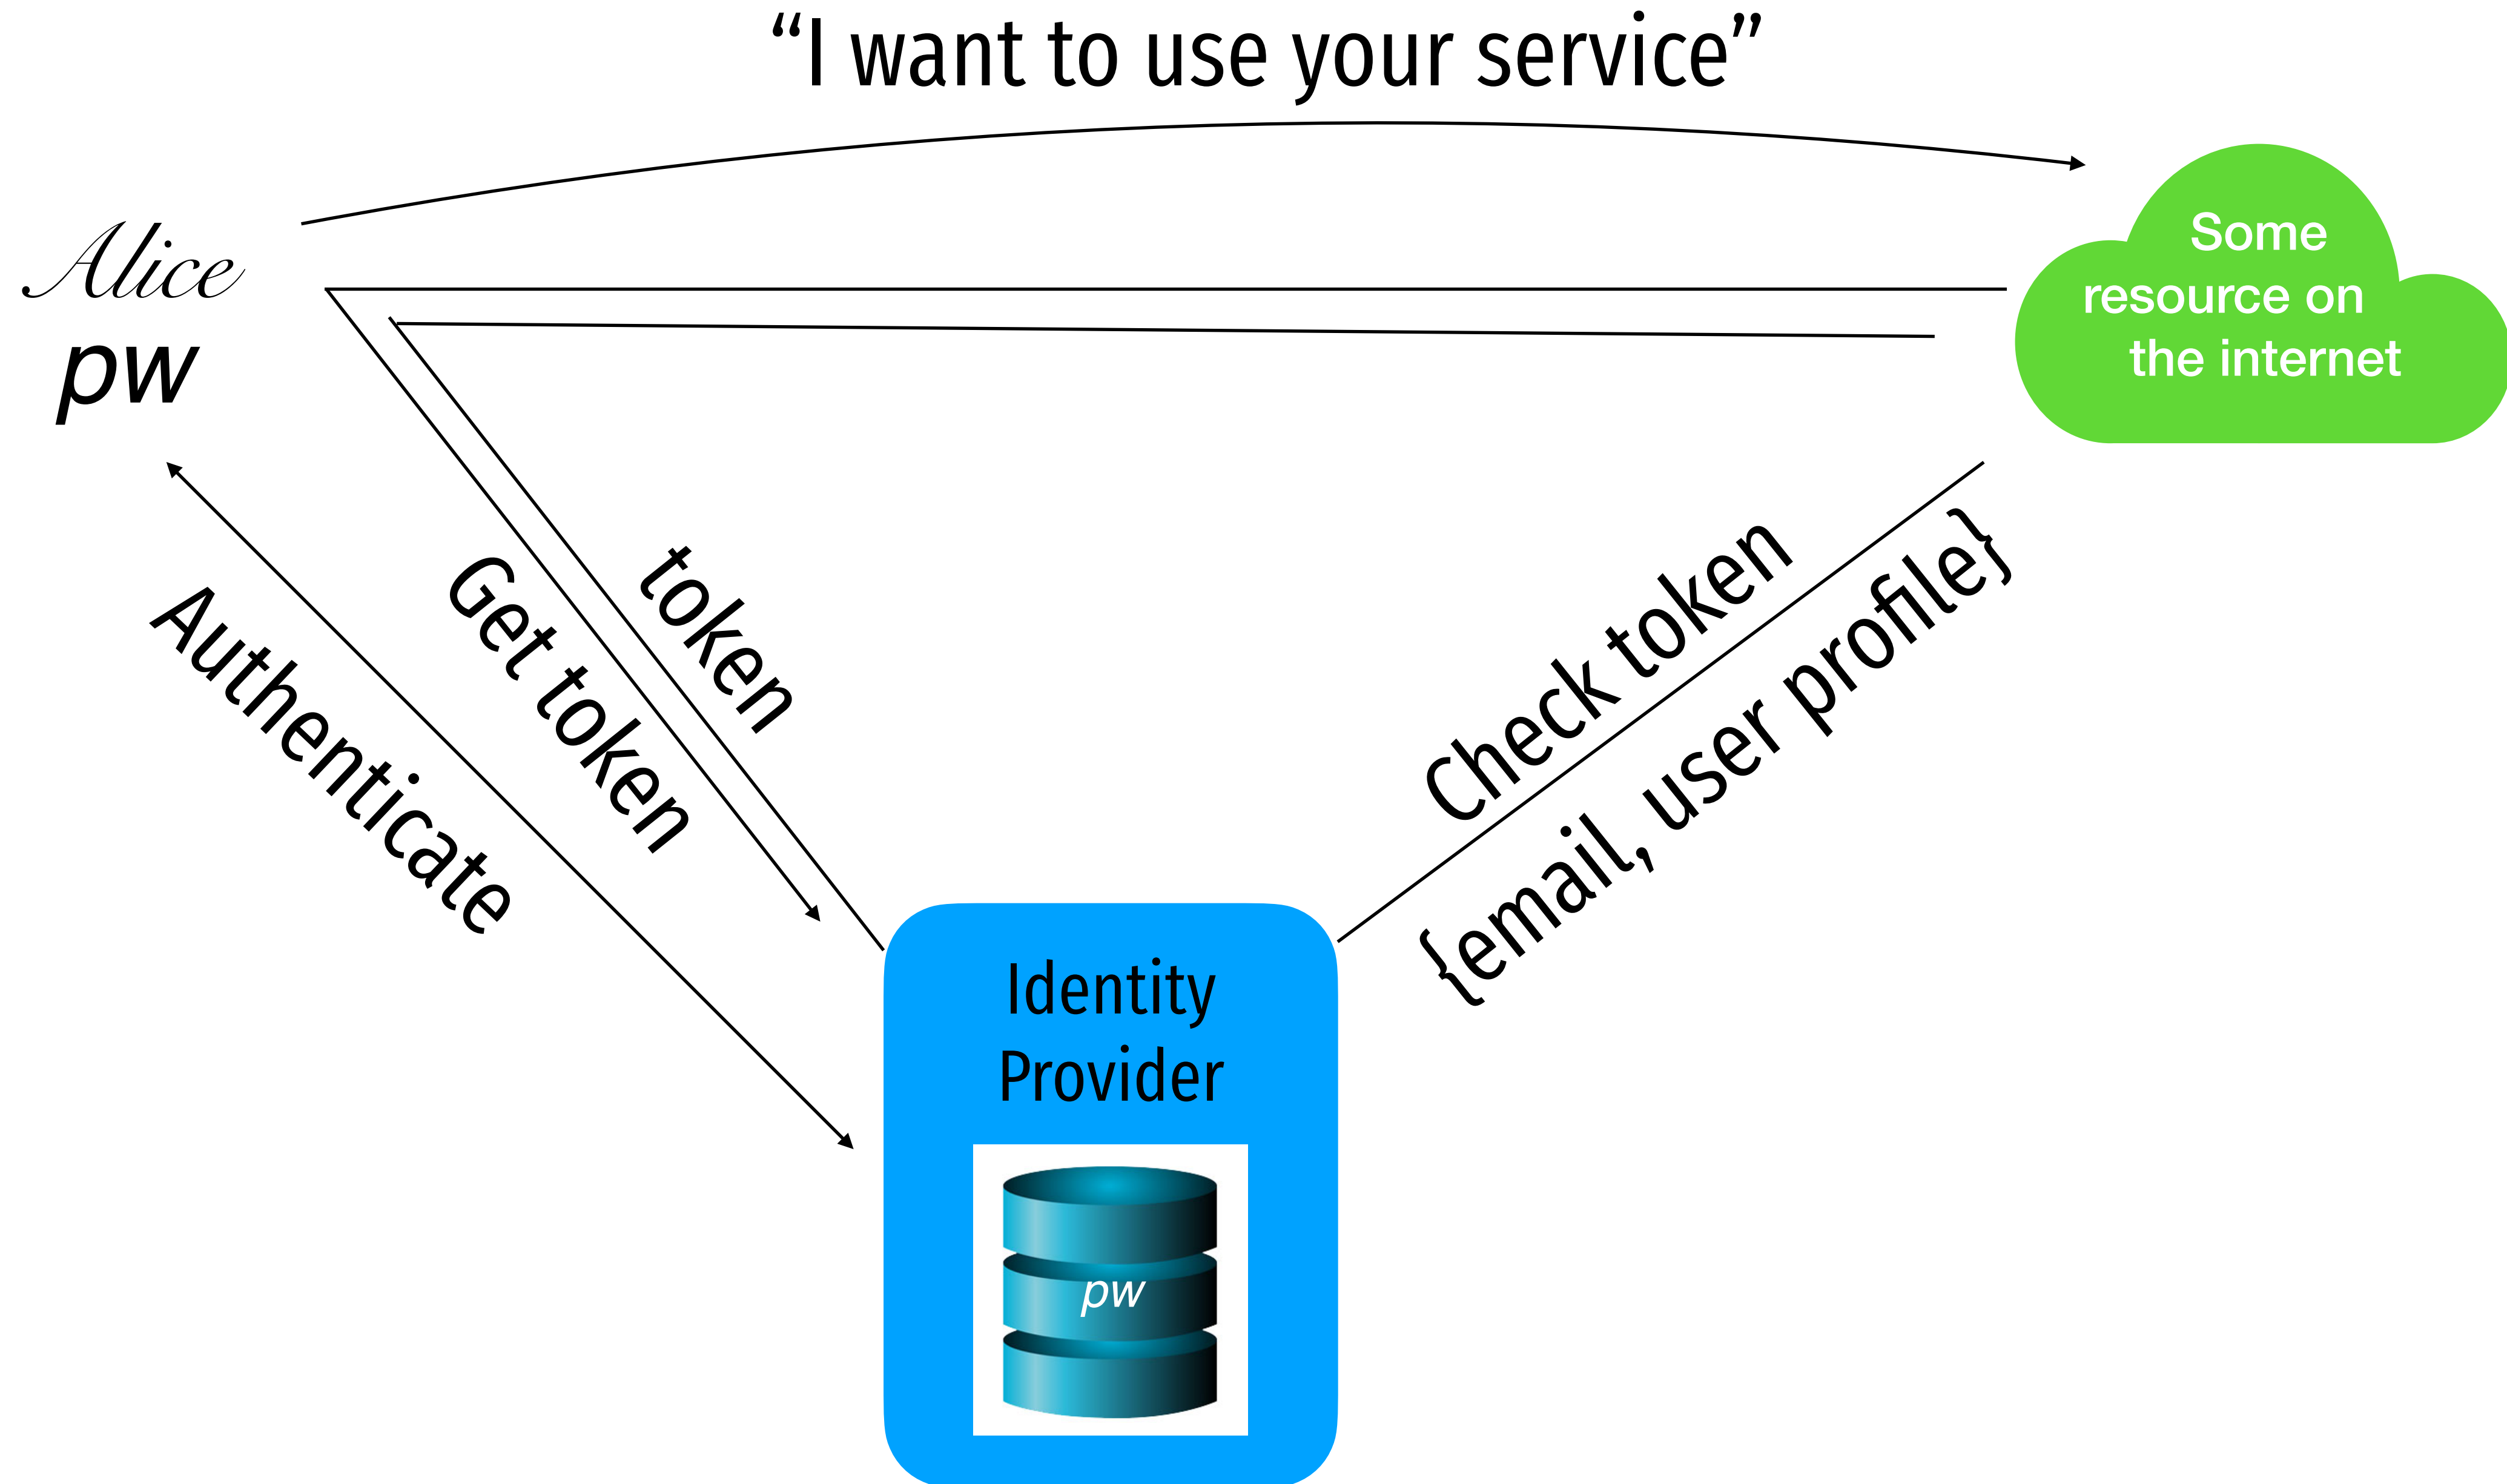 “I want to use your service”
Alice
pw
Some
resource on
the internet
Authenticate
Get token
token
Check token
{email, user profile}
Identity
Provider
pw